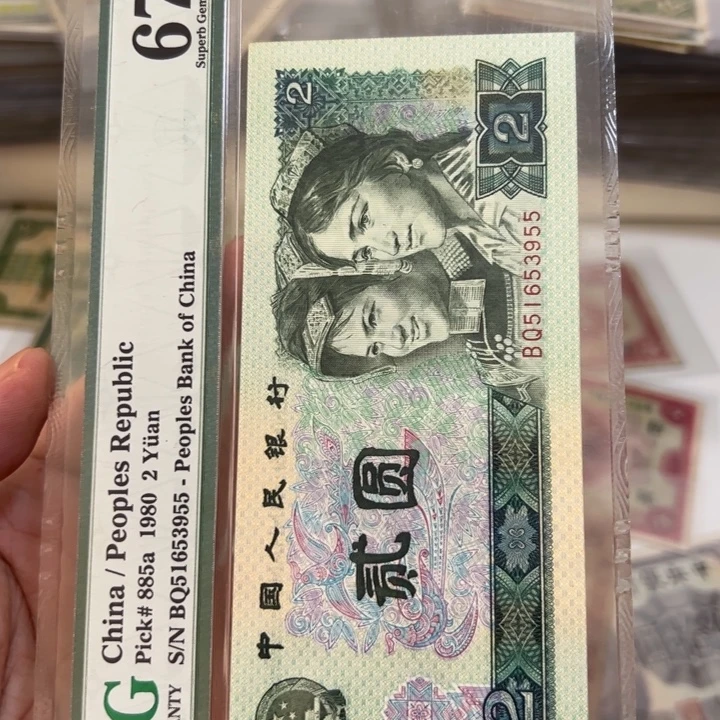 67
Superb Gem
China / Peoples Republic
Pick# 885a 1980 2 Yüan
S/N BQ51653955 - Peoples Bank of China
G
NTY
中国人民银行
贰圆
BQ51653955
2
2
2